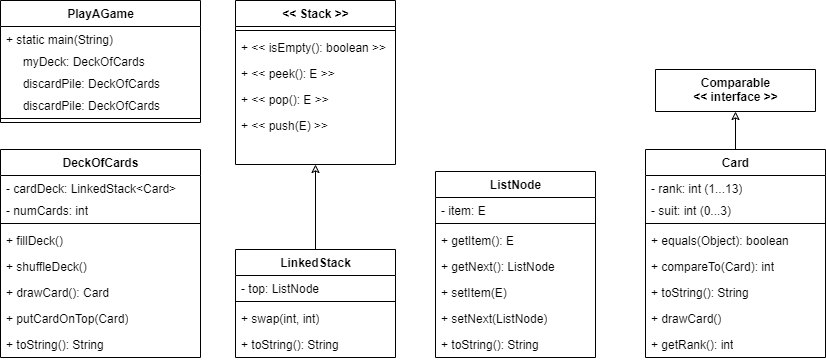 PlayAGame
+ static main(String)
myDeck: DeckOfCards
discardPile: DeckOfCards
discardPile: DeckOfCards
<< Stack >>
+ << isEmpty(): boolean >>
+ << peek(): E >>
+ << pop(): E >>
+ << push(E) >>
Comparable
<< interface >>
DeckOfCards
- cardDeck: LinkedStack<Card>
- numCards: int
+ fillDeck()
+ shuffleDeck()
+ drawCard(): Card
+ putCardOnTop(Card)
+ toString(): String
LinkedStack
- top: ListNode
+ swap(int, int)
+ toString(): String
ListNode
- item: E
+ getItem(): E
+ getNext(): ListNode
+ setItem(E)
+ setNext(ListNode)
+ toString(): String
Card
- rank: int (1...13)
- suit: int (0...3)
+ equals(Object): boolean
+ compareTo(Card): int
+ toString(): String
+ drawCard()
+ getRank(): int